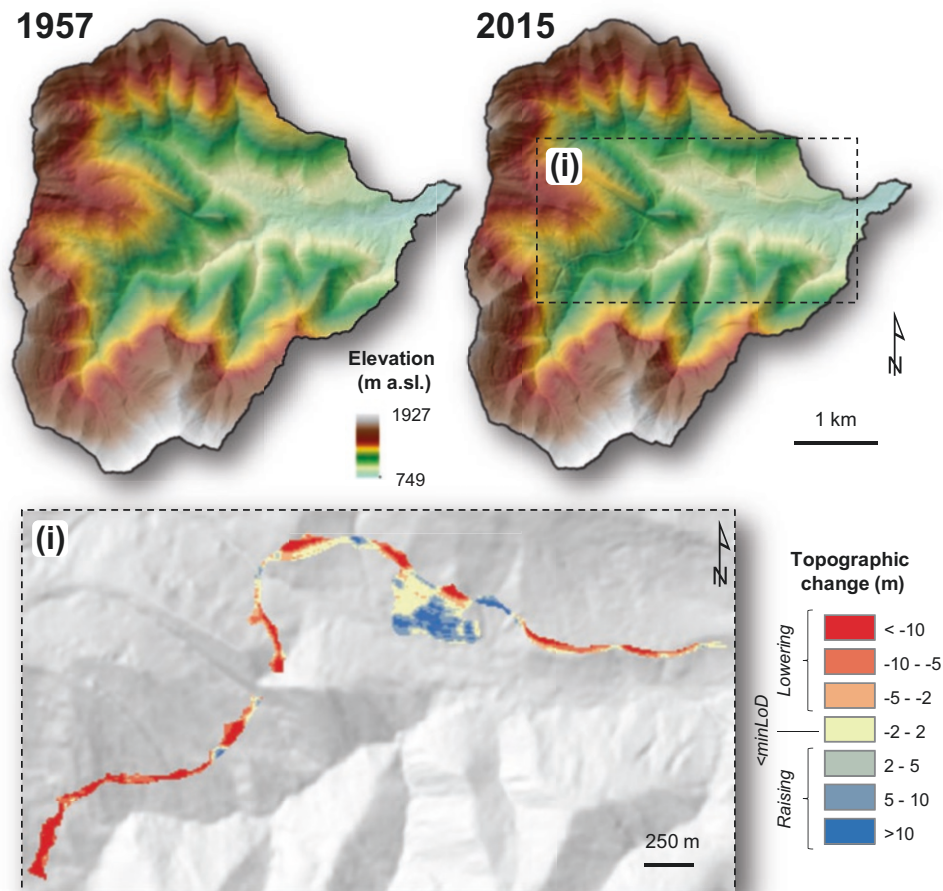 1957
2015
(i)
Elevation
(m a.sl.)
1927
749
N
1 km
(i)
N
250 m
Topographic
change (m)
Lowering
<minLoD
Raising
< -10
-10 - -5
-5 - -2
-2 - 2
2 - 5
5 - 10
>10